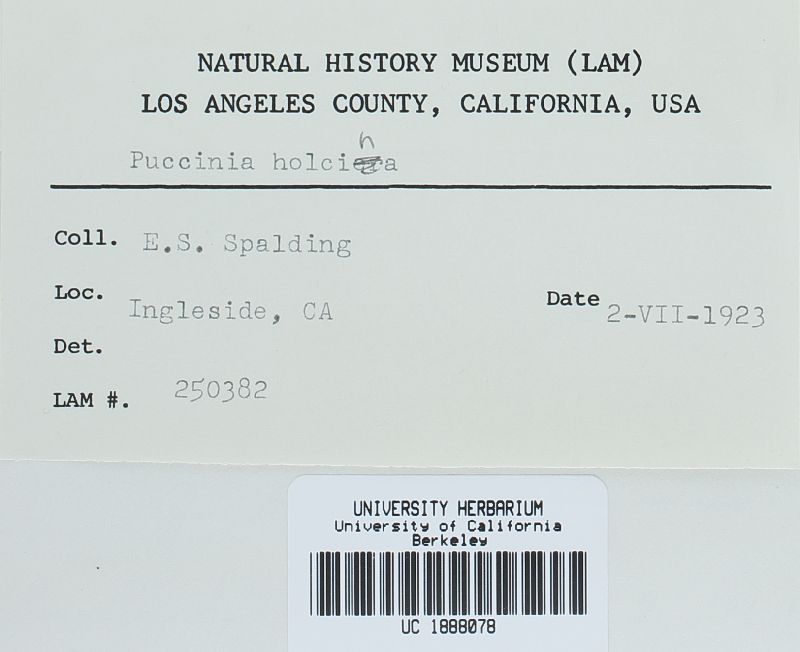 NATURAL HISTORY MUSEUM (LAM)
LOS ANGELES COUNTY, CALIFORNIA, USA
Puccinia holcina
Coll. E.S. Spalding
Loc. Ingleside, CA
Date 2-VII-1923
Det.
LAM #. 250382
UNIVERSITY HERBARIUM
University of California
Berkeley
UC 1888078